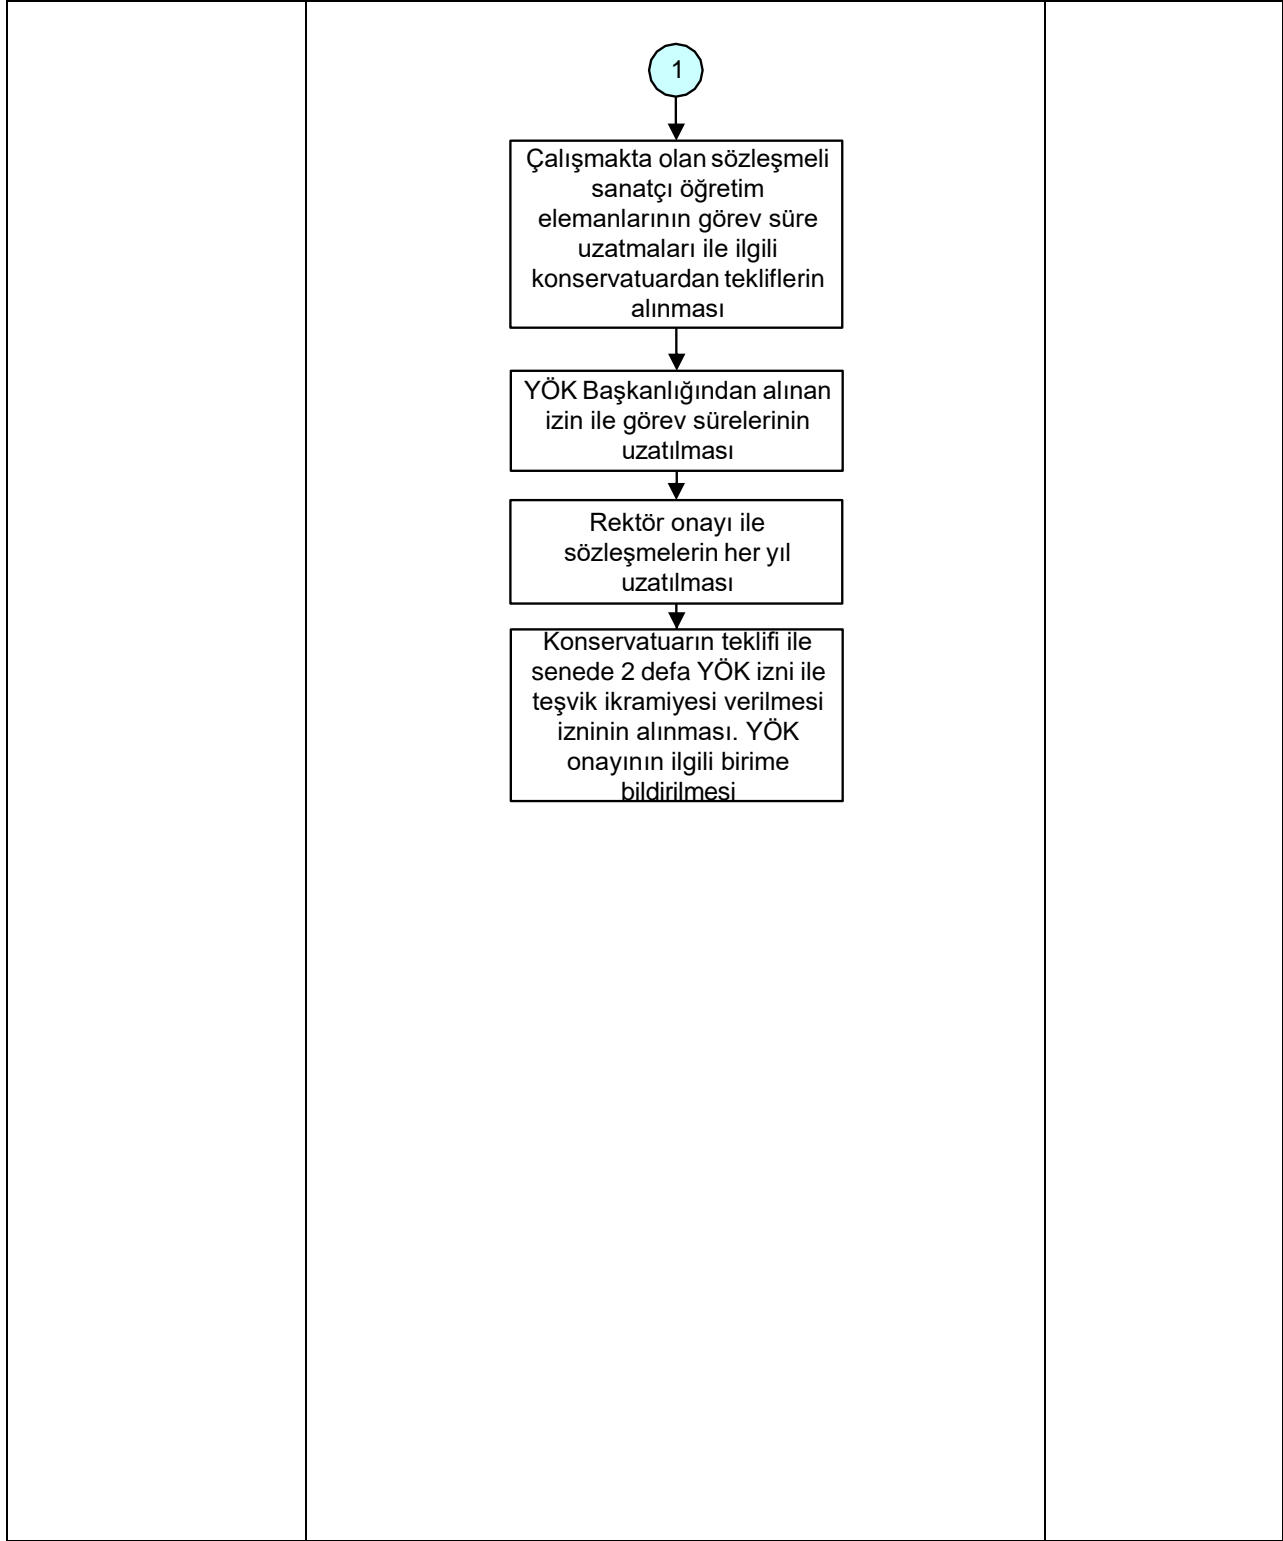 1
Çalışmakta olan sözleşmeli
sanatçı öğretim
elemanlarının görev süre
uzatmaları ile ilgili
konservatuardan tekliflerin
alınması
YÖK Başkanlığından alınan
izin ile görev sürelerinin
uzatılması
Rektör onayı ile
sözleşmelerin her yıl
uzatılması
Konservatuarın teklifi ile
senede 2 defa YÖK izni ile
teşvik ikramiyesi verilmesi
izninin alınması. YÖK
onayının ilgili birime
bildirilmesi